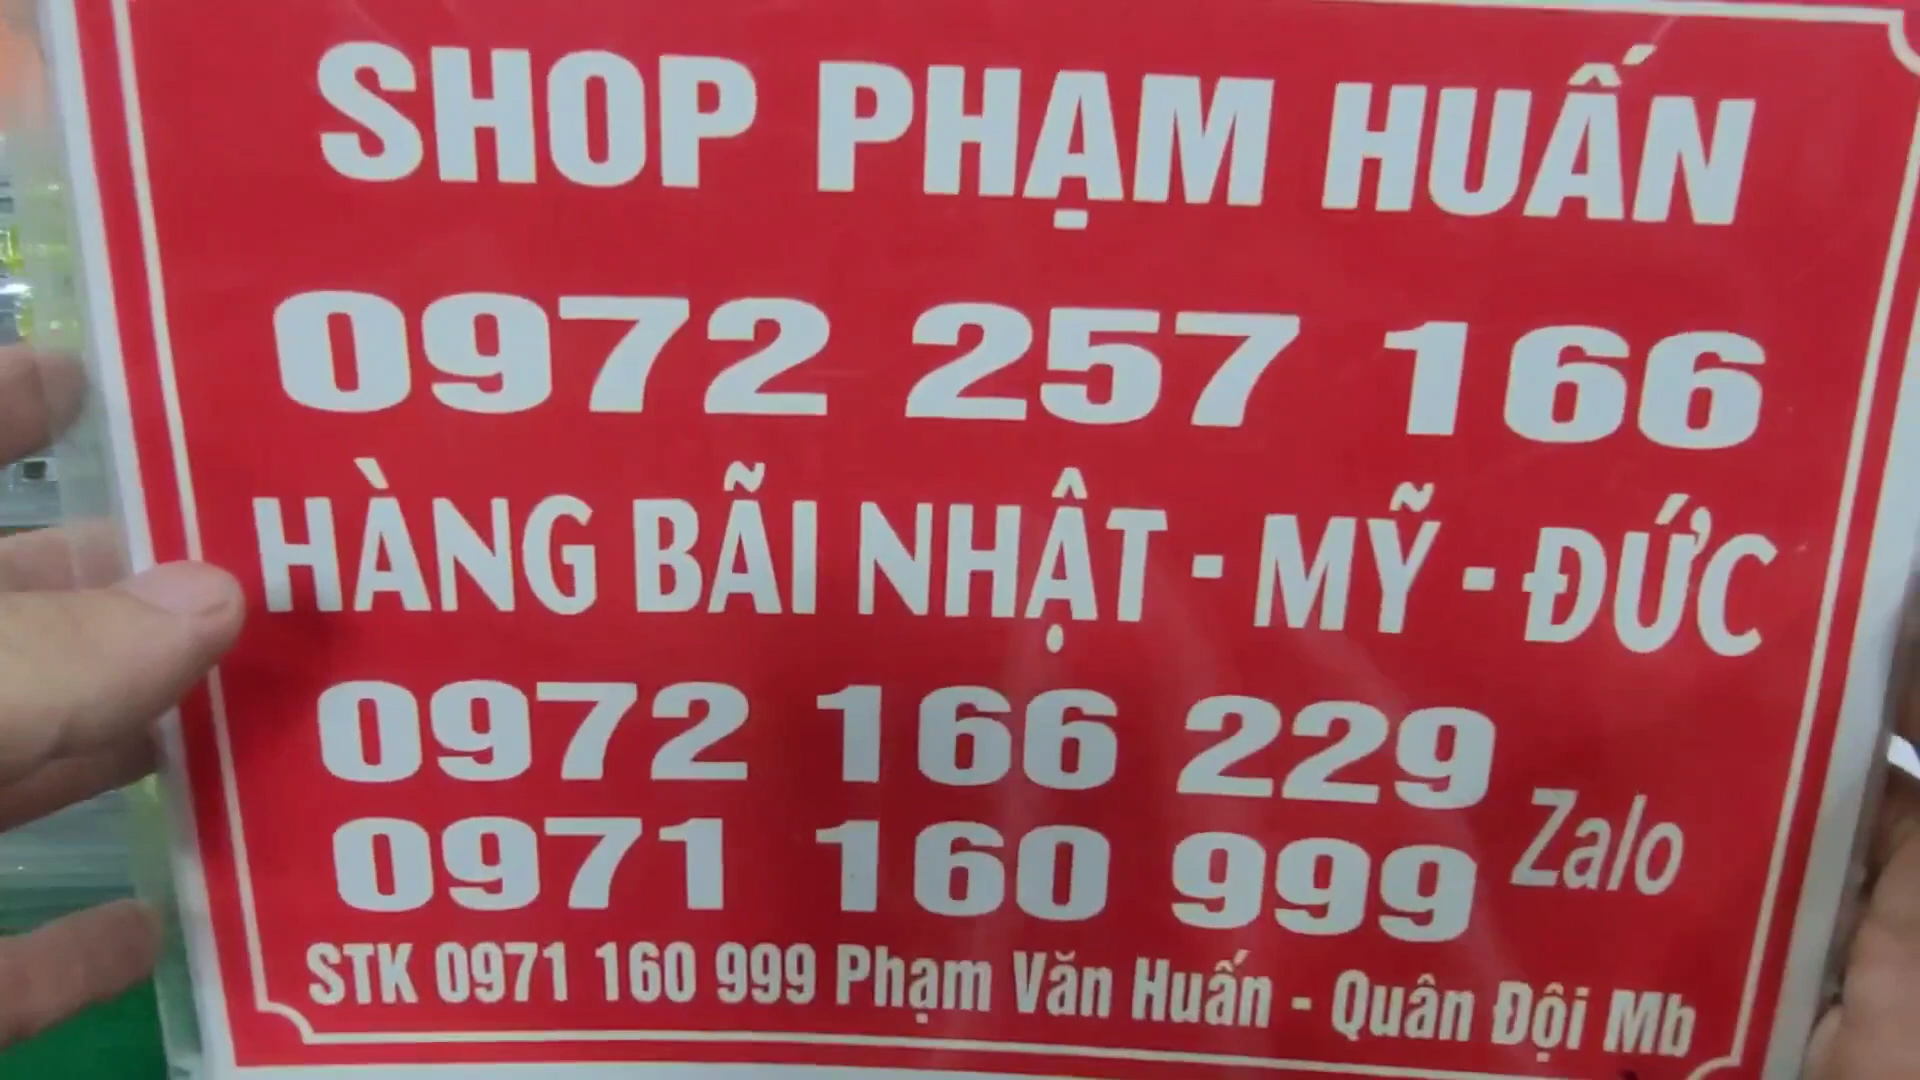 SHOP PHẠM HUẤN
0972 257 166
HÀNG BÃI NHẬT - MỸ - ĐỨC
0972 166 229
0971 160 999 Zalo
STK 0971 160 999 Phạm Văn Huấn - Quân Đội Mb